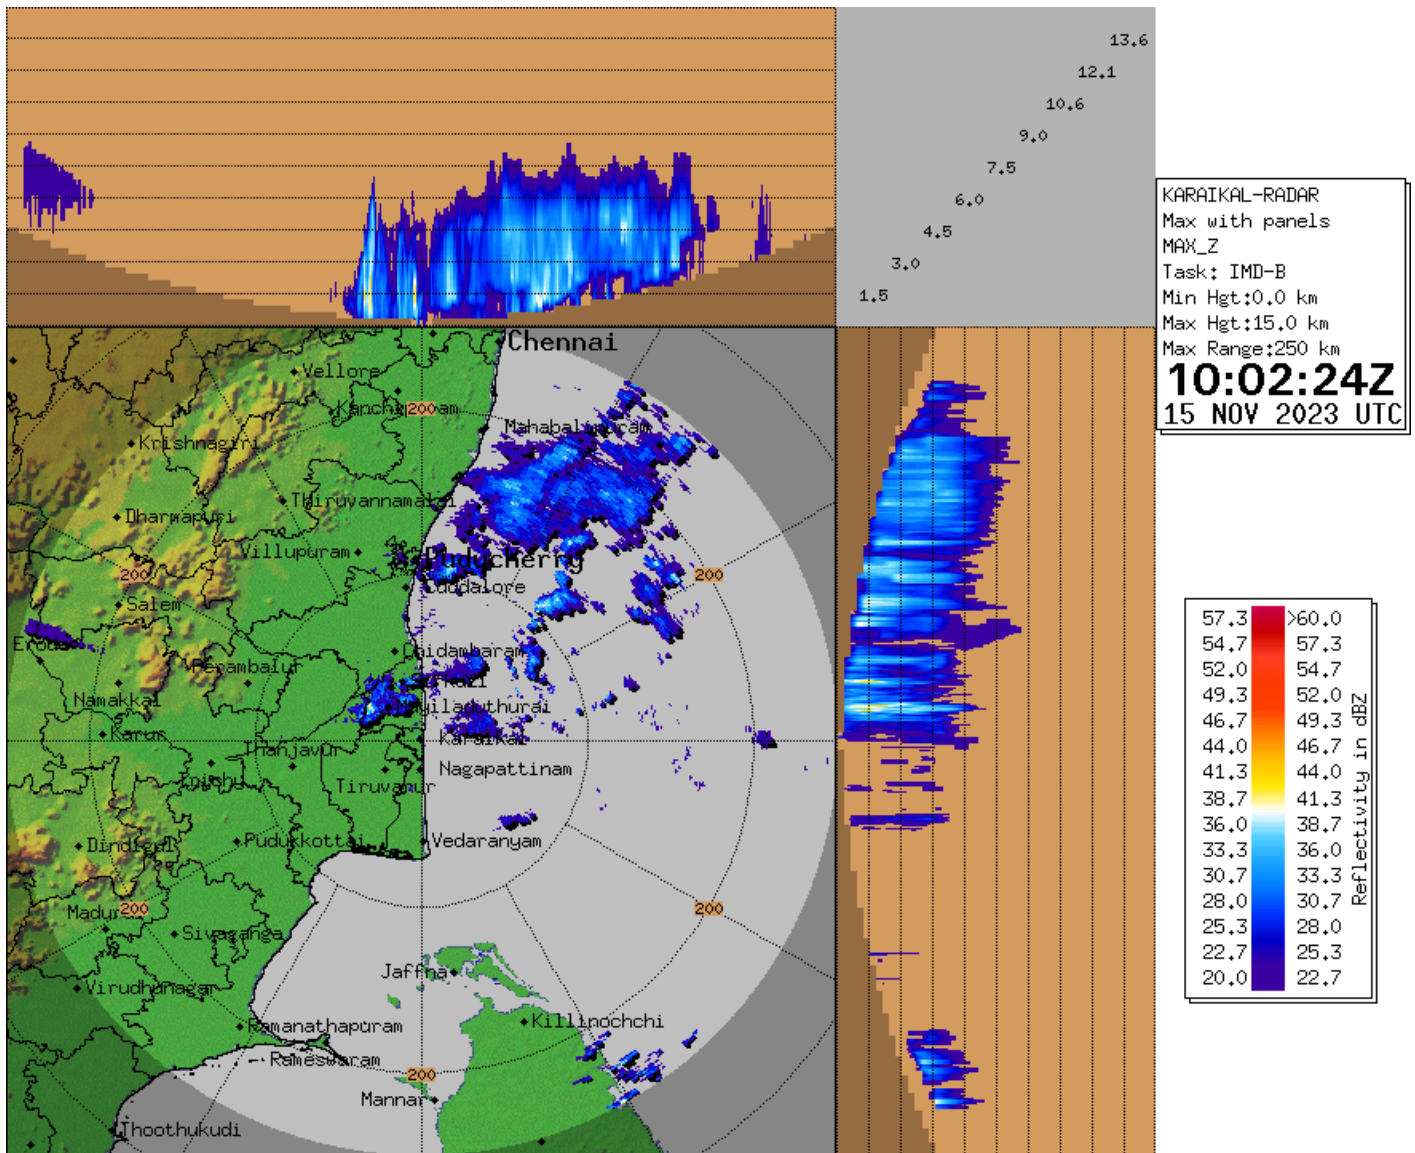 13.6
12.1
10.6
9.0
7.5
6.0
4.5
3.0
1.5
KARAIKAL-RADAR
Max with panels
MAX_Z
Task: IMD-B
Min Hgt:0.0 km
Max Hgt:15.0 km
Max Range:250 km
10:02:24Z
15 NOV 2023 UTC
Chennai
Vellore
200
Mahabalipuram
Krishnagiri
Thiruvannamalai
Dharmapuri
Villupuram
Puducherry
200
200
Cuddalore
Salem
Erode
Chidambaram
Perambalur
Namakkal
Mayiladuthurai
Karur
Karaikal
Thanjavur
Nagapattinam
Tiruvarur
Dindigul
Pudukkottai
Vedaranyam
Madurai
200
200
Sivaganga
Jaffna
Virudhunagar
Killinochchi
Ramanathapuram
Rameswaram
200
Mannar
Thoothukudi
57.3 >60.0
54.7 57.3
52.0 54.7
49.3 52.0
46.7 49.3
44.0 46.7
41.3 44.0
38.7 41.3
36.0 38.7
33.3 36.0
30.7 33.3
28.0 30.7
25.3 28.0
22.7 25.3
20.0 22.7
Reflectivity in dBZ